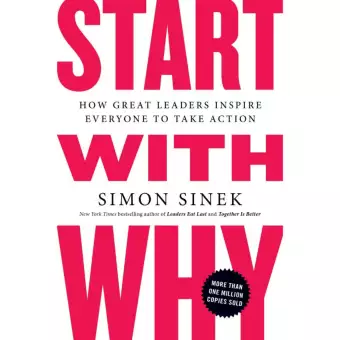 START
HOW GREAT LEADERS INSPIRE
EVERYONE TO TAKE ACTION
WITH
SIMON SINEK
New York Times bestselling author of Leaders Eat Last and Together Is Better
WHY
MORE THAN
ONE MILLION
COPIES SOLD